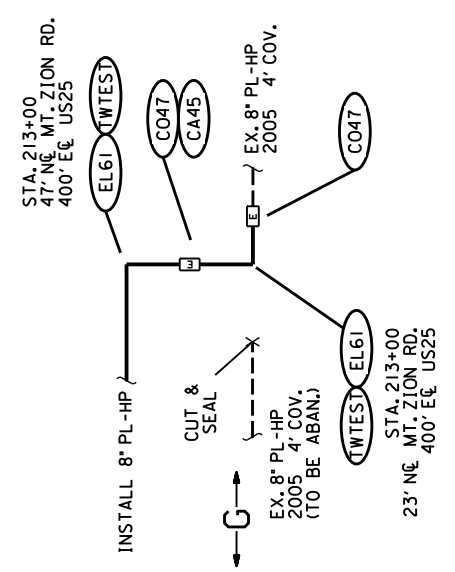 STA. 213+00
47' N℄ MT. ZION RD.
400' E℄ US25
EL61
TWTEST
CO47
CA45
EX. 8" PL-HP
2005 4' COV.
CO47
E
E
INSTALL 8" PL-HP
CUT &
SEAL
EX. 8" PL-HP
2005 4' COV.
(TO BE ABAN.)
G
TWTEST
EL61
STA. 213+00
23' N℄ MT. ZION RD.
400' E℄ US25